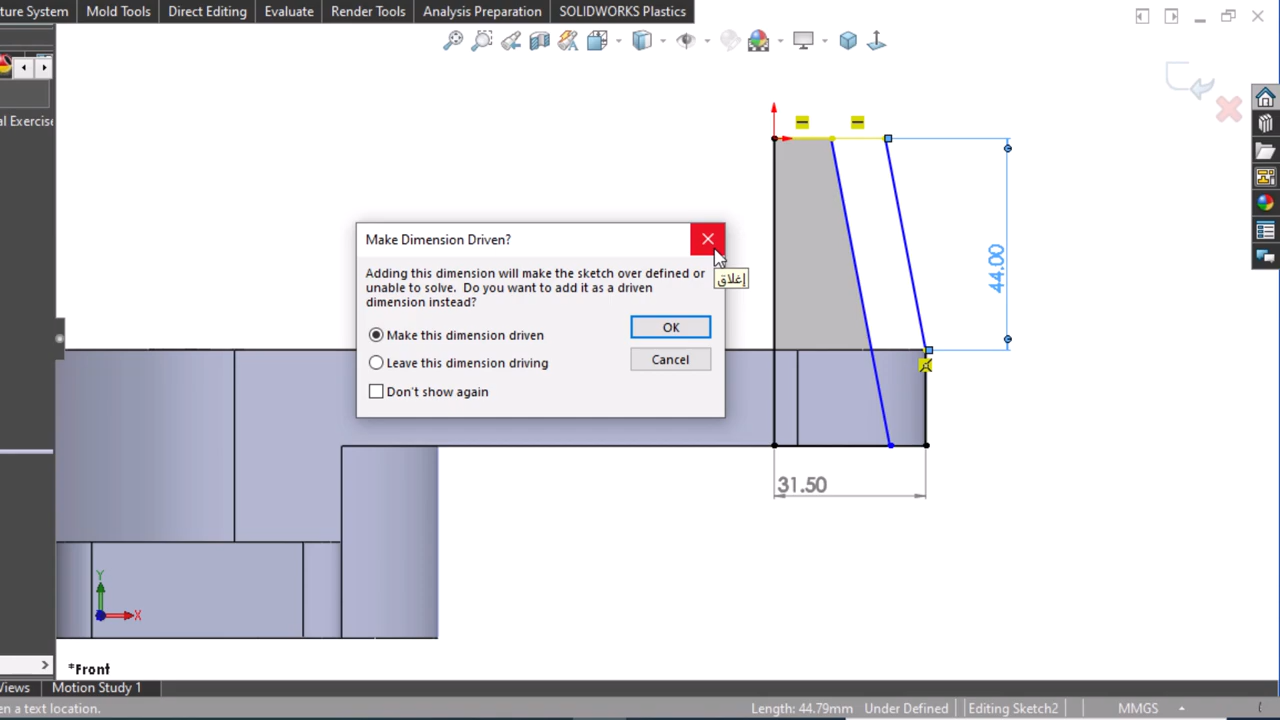 ture System
Mold Tools
Direct Editing
Evaluate
Render Tools
Analysis Preparation
SOLIDWORKS Plastics
al Exercise
Make Dimension Driven?
إغلاق
Adding this dimension will make the sketch over defined or
unable to solve. Do you want to add it as a driven
dimension instead?
OK
Make this dimension driven
Cancel
Leave this dimension driving
Don't show again
44.00
31.50
Y
X
*Front
Views
Motion Study 1
en a text location.
Length: 44.79mm
Under Defined
Editing Sketch2
MMGS